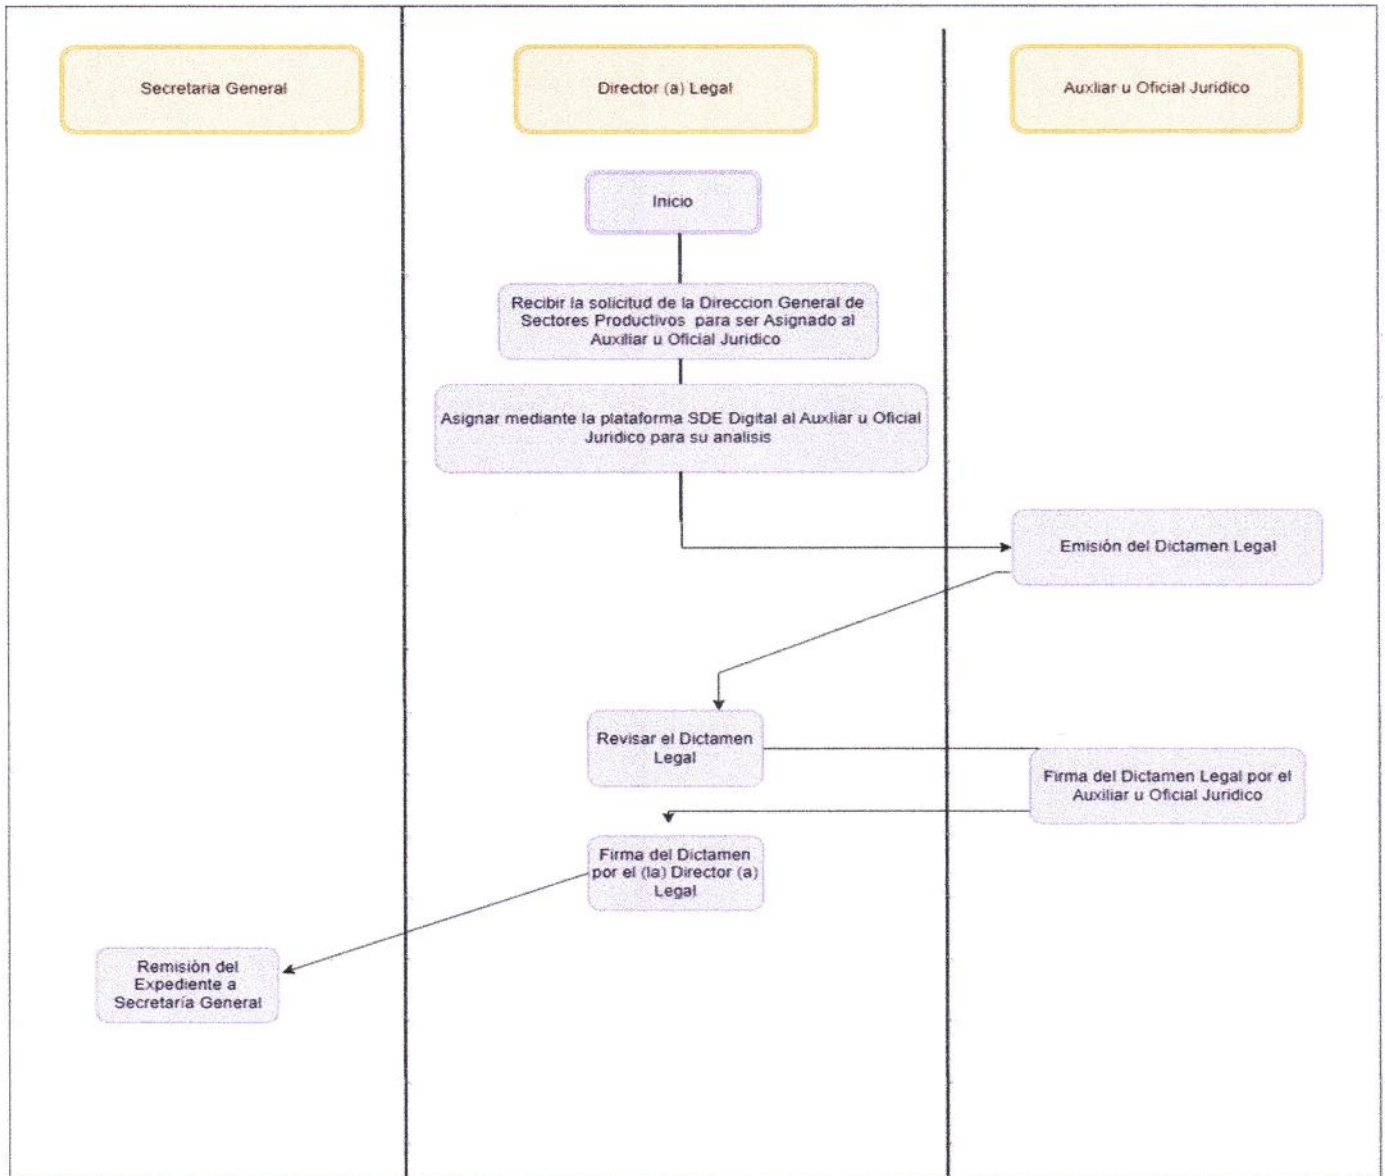 Secretaria General
Director (a) Legal
Auxliar u Oficial Juridico
Inicio
Recibir la solicitud de la Direccion General de
Sectores Productivos para ser Asignado al
Auxiliar u Oficial Juridico
Asignar mediante la plataforma SDE Digital al Auxliar u Oficial
Juridico para su analisis
Emisión del Dictamen Legal
Revisar el Dictamen
Legal
Firma del Dictamen Legal por el
Auxiliar u Oficial Juridico
Firma del Dictamen
por el (la) Director (a)
Legal
Remisión del
Expediente a
Secretaría General